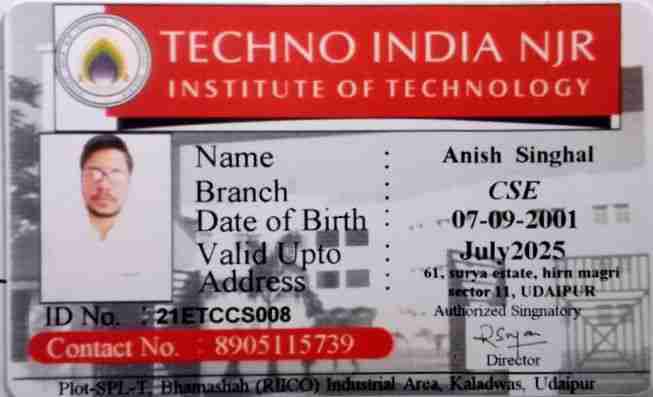 TECHNO INDIA NJR
INSTITUTE OF TECHNOLOGY
Name : Anish Singhal
Branch : CSE
Date of Birth : 07-09-2001
Valid Upto : July2025
Address : 61, surya estate, hirn magri
sector 11, UDAIPUR
ID No. : 21ETCCS008
Authorized Singnatory
Contact No. : 8905115739
Director
Plot-SPL-T, Bhamashah (RIICO) Industrial Area, Kaladwas, Udaipur